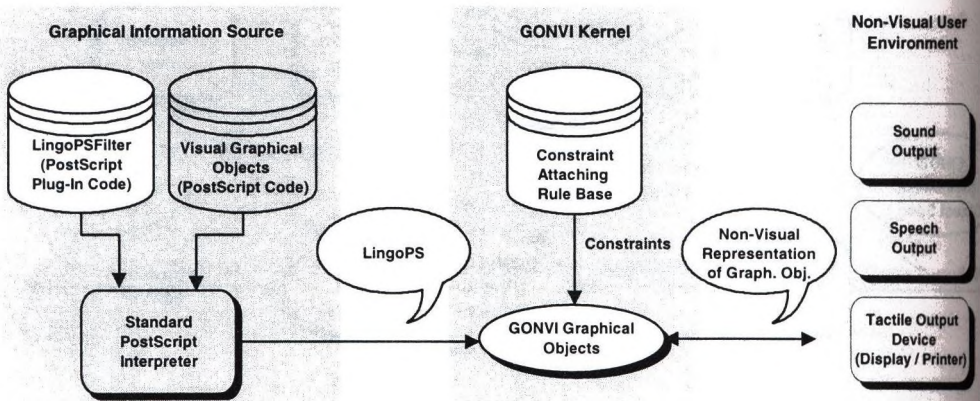 Graphical Information Source
GONVI Kernel
Non-Visual User
Environment
LingoPSFilter
(PostScript
Plug-In Code)
Visual Graphical
Objects
(PostScript Code)
Constraint
Attaching
Rule Base
Sound
Output
LingoPS
Constraints
Non-Visual
Representation
of Graph. Obj.
Speech
Output
Standard
PostScript
Interpreter
GONVI Graphical
Objects
Tactile Output
Device
(Display / Printer)